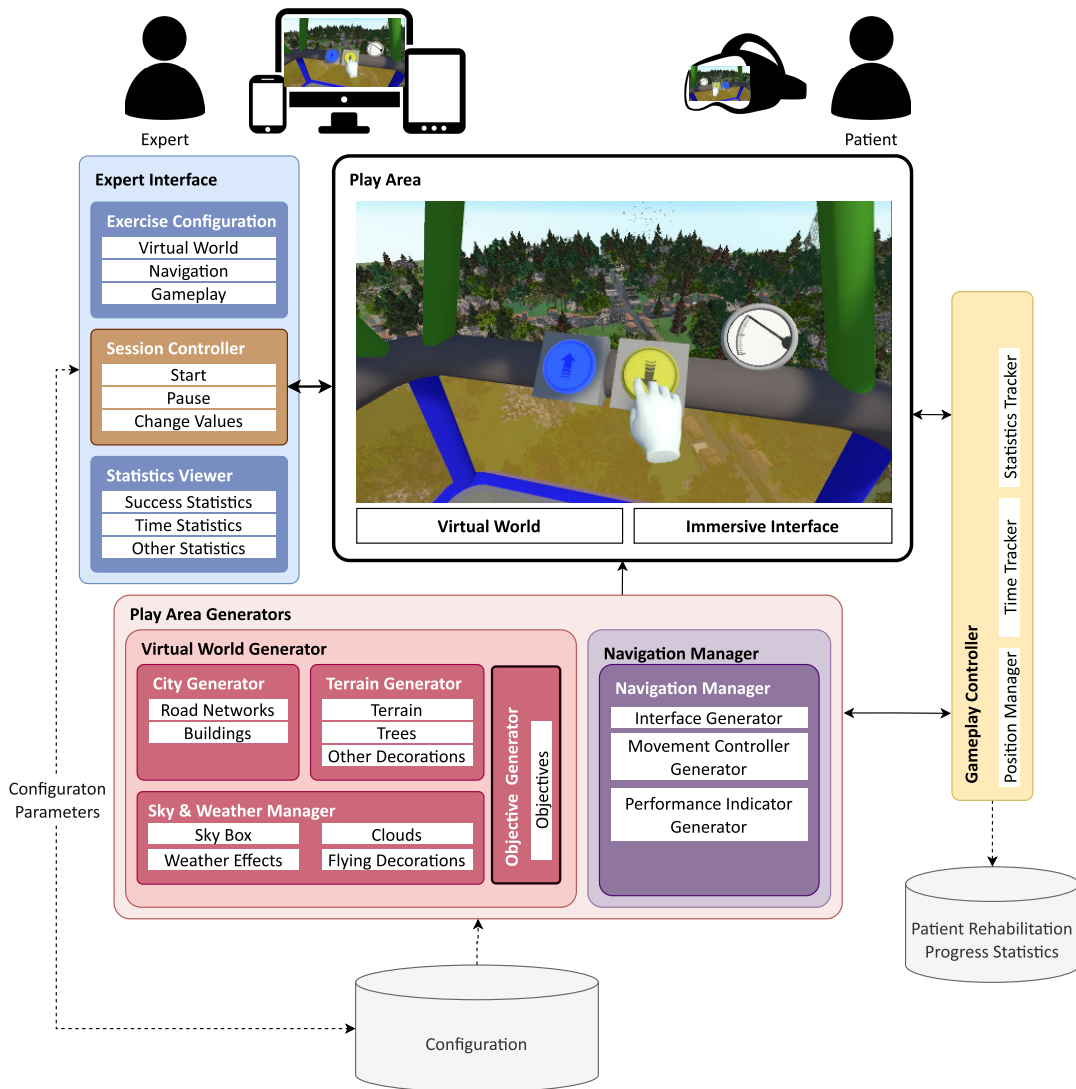 Expert
Patient
Expert Interface
Exercise Configuration
Virtual World
Navigation
Gameplay
Session Controller
Start
Pause
Change Values
Statistics Viewer
Success Statistics
Time Statistics
Other Statistics
Play Area
Virtual World
Immersive Interface
Gameplay Controller
Statistics Tracker
Time Tracker
Position Manager
Play Area Generators
Virtual World Generator
City Generator
Road Networks
Buildings
Terrain Generator
Terrain
Trees
Other Decorations
Sky & Weather Manager
Sky Box
Clouds
Weather Effects
Flying Decorations
Objective Generator
Objectives
Navigation Manager
Navigation Manager
Interface Generator
Movement Controller
Generator
Performance Indicator
Generator
Configuraton
Parameters
Patient Rehabilitation
Progress Statistics
Configuration